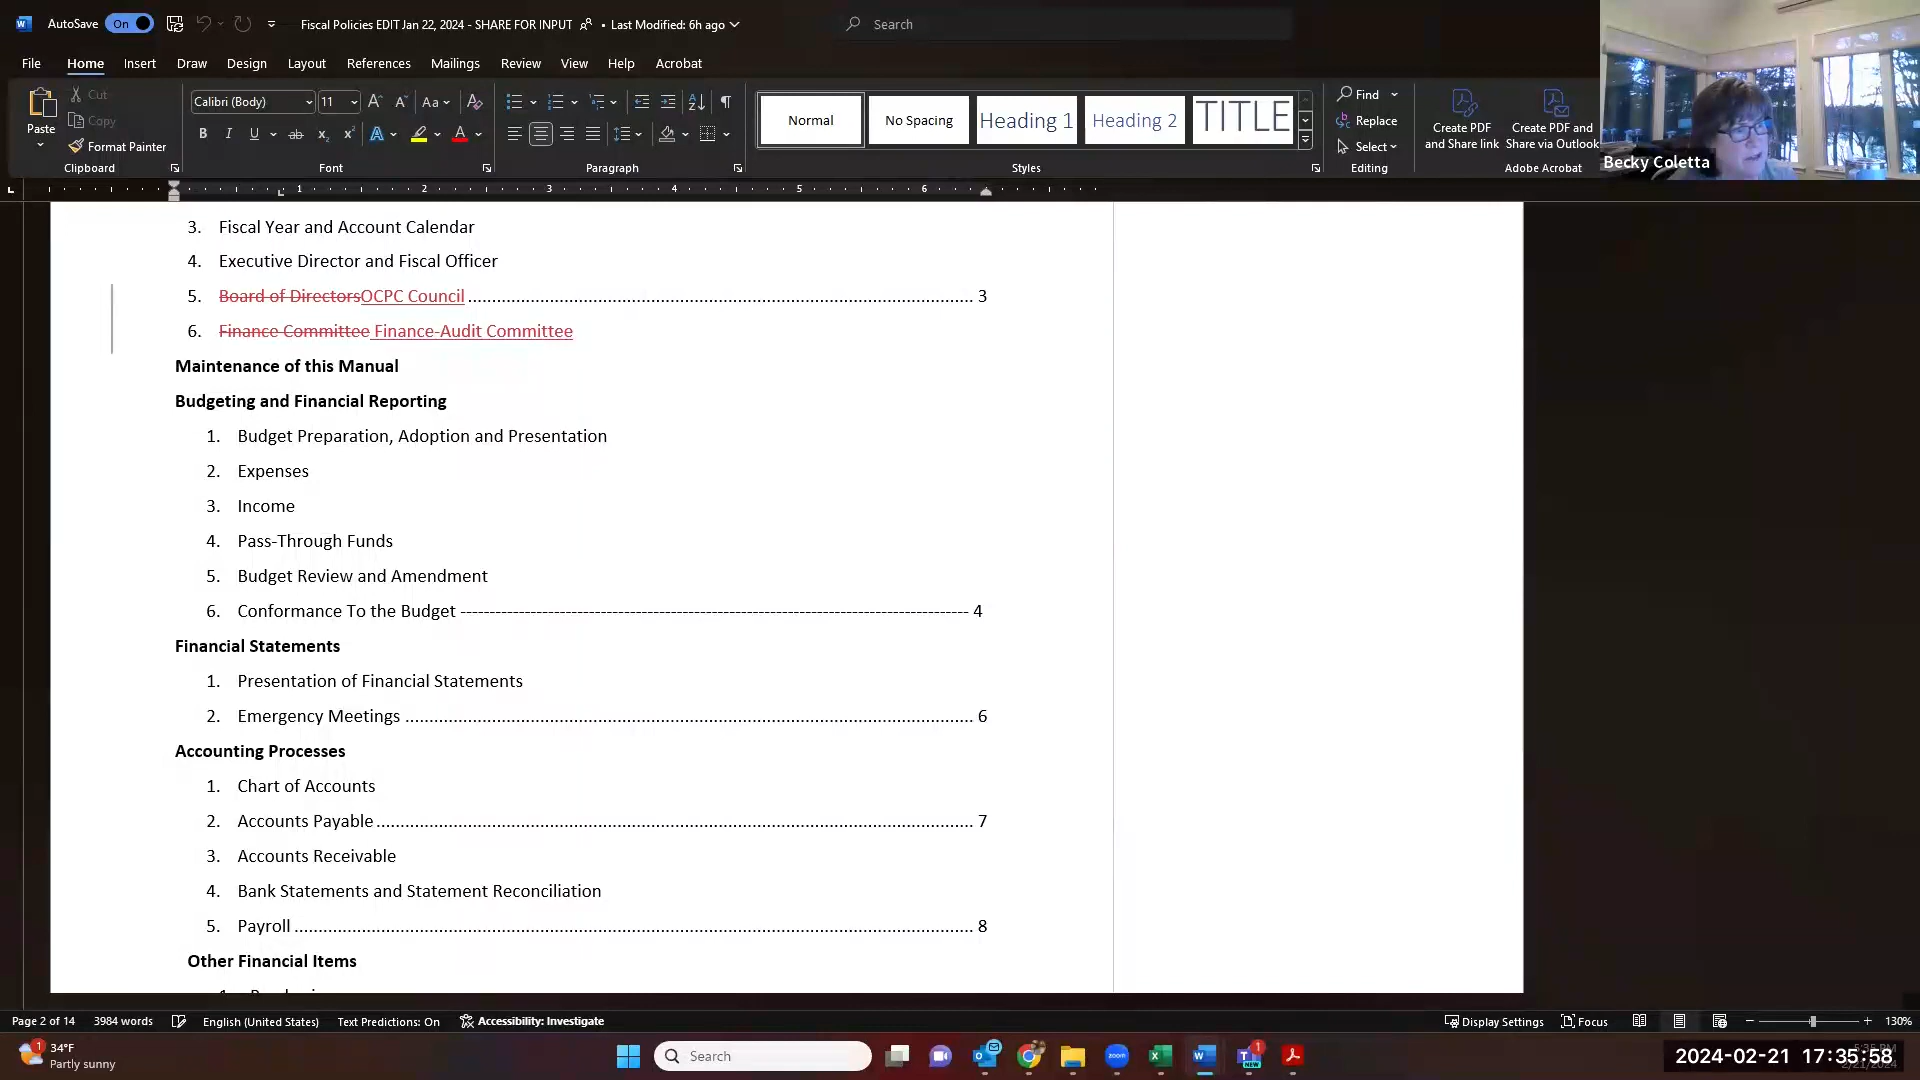 AutoSave On Fiscal Policies EDIT Jan 22, 2024 - SHARE FOR INPUT • Last Modified: 6h ago Search
File Home Insert Draw Design Layout References Mailings Review View Help Acrobat
Paste Cut Copy Format Painter
Calibri (Body) 11
Normal No Spacing Heading 1 Heading 2 TITLE
Find Replace Select
Create PDF and Share link
Create PDF and Share via Outlook
Clipboard Font Paragraph Styles Editing Adobe Acrobat
Becky Coletta
1 2 3 4 5 6
3. Fiscal Year and Account Calendar
4. Executive Director and Fiscal Officer
5. Board of DirectorsOCPC Council ........................................................................................................ 3
6. Finance Committee Finance-Audit Committee
Maintenance of this Manual
Budgeting and Financial Reporting
1. Budget Preparation, Adoption and Presentation
2. Expenses
3. Income
4. Pass-Through Funds
5. Budget Review and Amendment
6. Conformance To the Budget --------------------------------------------------------------------------------------- 4
Financial Statements
1. Presentation of Financial Statements
2. Emergency Meetings ..................................................................................................................... 6
Accounting Processes
1. Chart of Accounts
2. Accounts Payable........................................................................................................................... 7
3. Accounts Receivable
4. Bank Statements and Statement Reconciliation
5. Payroll ............................................................................................................................................ 8
Other Financial Items
Page 2 of 14 3984 words English (United States) Text Predictions: On Accessibility: Investigate Display Settings Focus 130%
34°F
Partly sunny
Search
2024-02-21 17:35:58